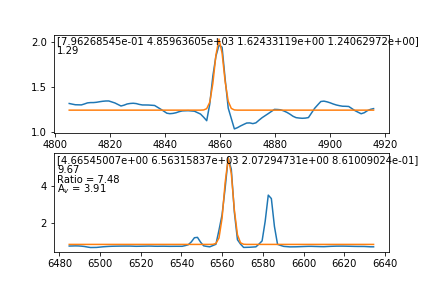 [7.96268545e-01 4.85963605e+03 1.62433119e+00 1.24062972e+00]
1.29
2.0
1.5
1.0
4800 4820 4840 4860 4880 4900 4920
[4.66545007e+00 6.56315837e+03 2.07294731e+00 8.61009024e-01]
9.67
Ratio = 7.48
Av = 3.91
4
2
6480 6500 6520 6540 6560 6580 6600 6620 6640